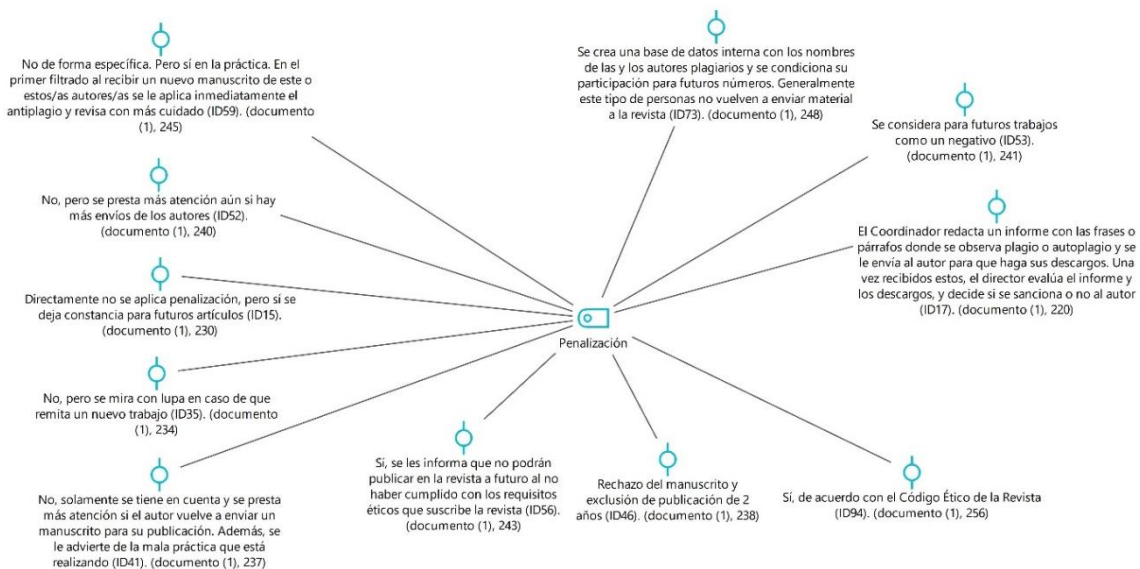 No de forma específica. Pero sí en la práctica. En el
primer filtrado al recibir un nuevo manuscrito de este o
estos/as autores/as se le aplica inmediatamente el
antiplagio y revisa con más cuidado (ID59). (documento
(1), 245)
Se crea una base de datos interna con los nombres
de las y los autores plagiarios y se condiciona su
participación para futuros números. Generalmente
este tipo de personas no vuelven a enviar material
a la revista (ID73). (documento (1), 248)
Se considera para futuros trabajos
como un negativo (ID53).
(documento (1), 241)
No, pero se presta más atención aún si hay
más envíos de los autores (ID52).
(documento (1), 240)
El Coordinador redacta un informe con las frases o
párrafos donde se observa plagio o autoplagio y se
le envía al autor para que haga sus descargos. Una
vez recibidos estos, el director evalúa el informe y
los descargos, y decide si se sanciona o no al autor
(ID17). (documento (1), 220)
Directamente no se aplica penalización, pero sí se
deja constancia para futuros artículos (ID15).
(documento (1), 230)
Penalización
No, pero se mira con lupa en caso de que
remita un nuevo trabajo (ID35). (documento
(1), 234)
No, solamente se tiene en cuenta y se presta
más atención si el autor vuelve a enviar un
manuscrito para su publicación. Además, se
le advierte de la mala práctica que está
realizando (ID41). (documento (1), 237)
Sí, se les informa que no podrán
publicar en la revista a futuro al no
haber cumplido con los requisitos
éticos que suscribe la revista (ID56).
(documento (1), 243)
Rechazo del manuscrito y
exclusión de publicación de 2
años (ID46). (documento (1), 238)
Sí, de acuerdo con el Código Ético de la Revista
(ID94). (documento (1), 256)